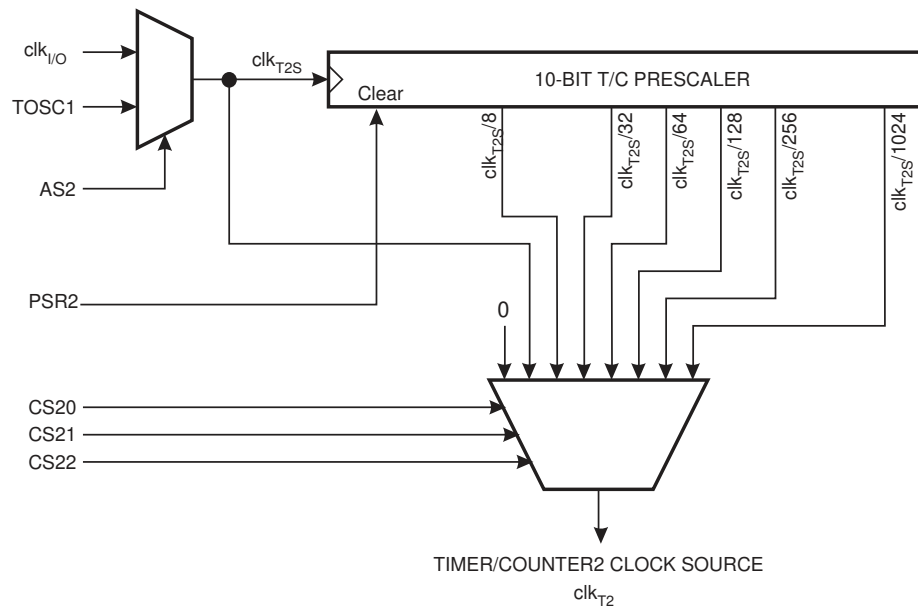 clkI/O
clkT2S
10-BIT T/C PRESCALER
TOSC1
Clear
clkT2S/8
clkT2S/32
clkT2S/64
clkT2S/128
clkT2S/256
clkT2S/1024
AS2
PSR2
0
CS20
CS21
CS22
TIMER/COUNTER2 CLOCK SOURCE
clkT2